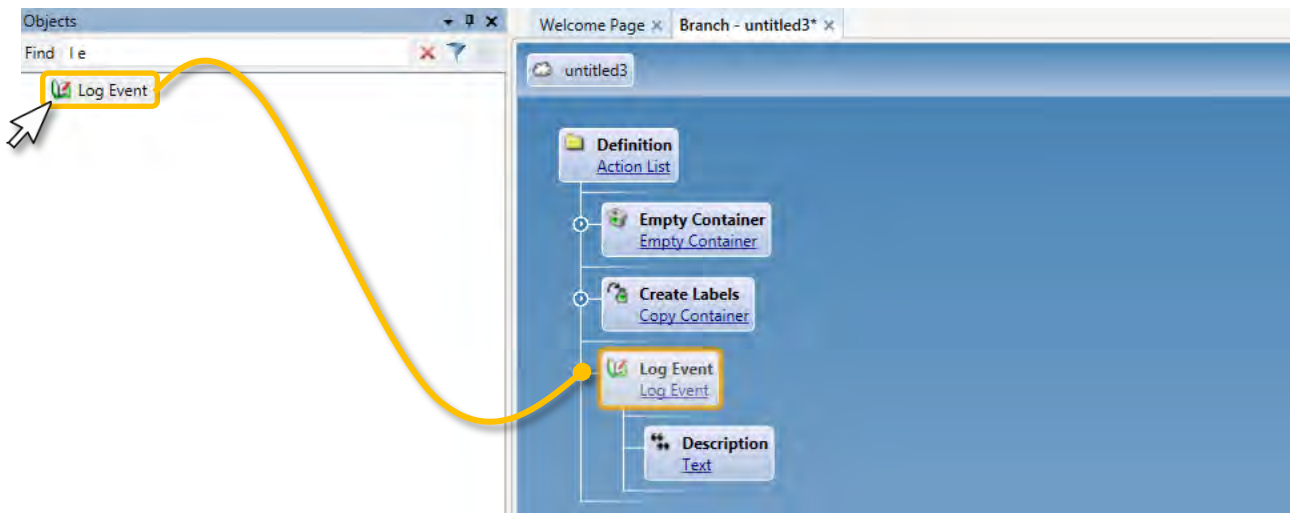 Objects
Find l e
Log Event
Welcome Page × Branch - untitled3* ×
untitled3
Definition
Action List
Empty Container
Empty Container
Create Labels
Copy Container
Log Event
Log Event
Description
Text